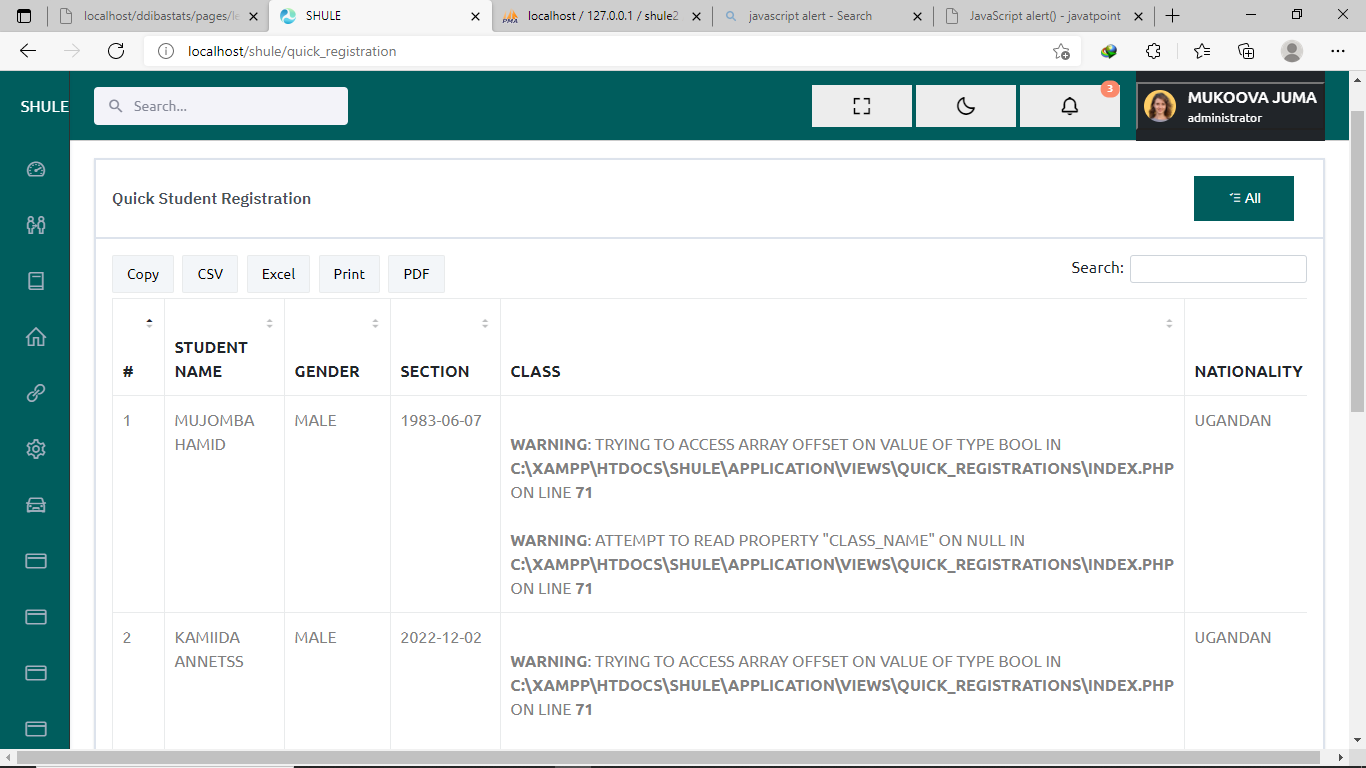 localhost/ddibastats/pages/le
SHULE
localhost / 127.0.0.1 / shule2
javascript alert - Search
JavaScript alert() - javatpoint
localhost/shule/quick_registration
SHULE
Search...
3
MUKOOVA JUMA
administrator
Quick Student Registration
All
Copy
CSV
Excel
Print
PDF
Search:
#
STUDENT
NAME
GENDER
SECTION
CLASS
NATIONALITY
1
MUJOMBA
HAMID
MALE
1983-06-07
WARNING: TRYING TO ACCESS ARRAY OFFSET ON VALUE OF TYPE BOOL IN
C:\XAMPP\HTDOCS\SHULE\APPLICATION\VIEWS\QUICK_REGISTRATIONS\INDEX.PHP
ON LINE 71
WARNING: ATTEMPT TO READ PROPERTY "CLASS_NAME" ON NULL IN
C:\XAMPP\HTDOCS\SHULE\APPLICATION\VIEWS\QUICK_REGISTRATIONS\INDEX.PHP
ON LINE 71
UGANDAN
2
KAMIIDA
ANNETSS
MALE
2022-12-02
WARNING: TRYING TO ACCESS ARRAY OFFSET ON VALUE OF TYPE BOOL IN
C:\XAMPP\HTDOCS\SHULE\APPLICATION\VIEWS\QUICK_REGISTRATIONS\INDEX.PHP
ON LINE 71
UGANDAN